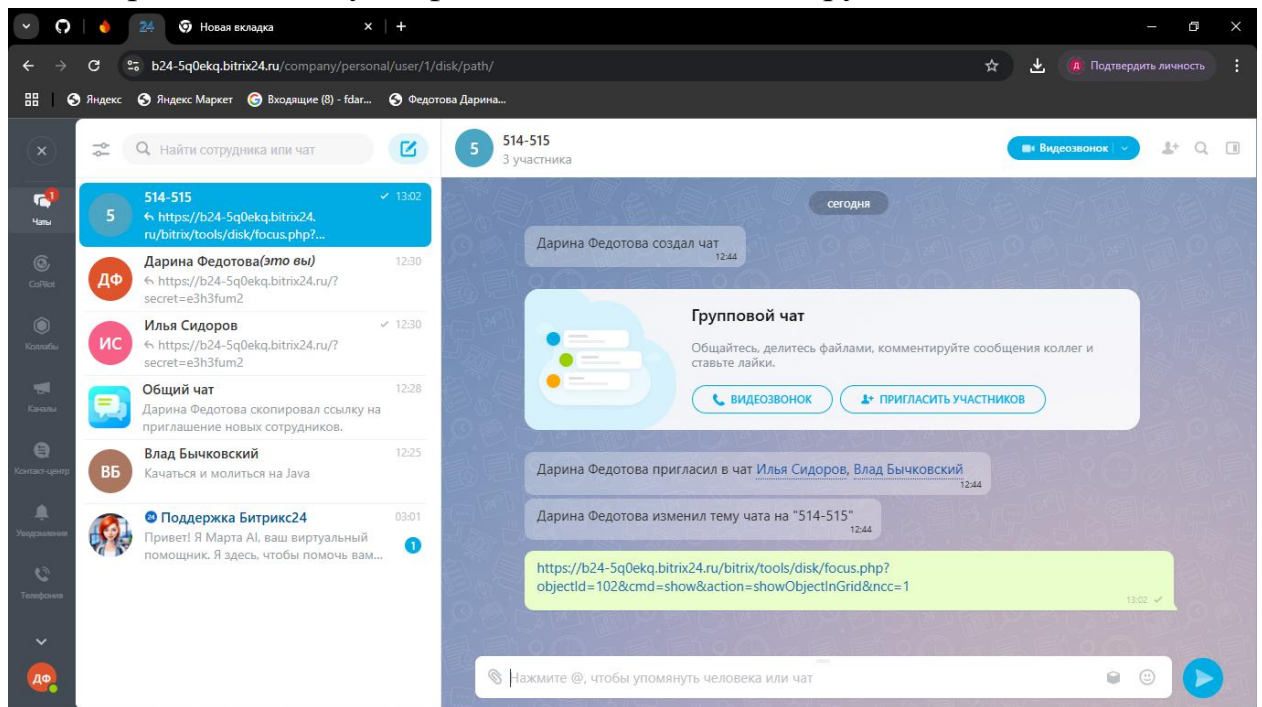 24
Новая вкладка
b24-5q0ekq.bitrix24.ru/company/personal/user/1/disk/path/
Д Подтвердить личность
Яндекс
Яндекс Маркет
Входящие (8) - fdar...
Федотова Дарина...
1
Чаты
CoPilot
Коллабы
Каналы
Контакт-центр
Уведомления
Телефония
ДФ
Найти сотрудника или чат
5
514-515
13:02
https://b24-5q0ekq.bitrix24.
ru/bitrix/tools/disk/focus.php?...
ДФ
Дарина Федотова(это вы)
12:30
https://b24-5q0ekq.bitrix24.ru/?
secret=e3h3fum2
ИС
Илья Сидоров
12:30
https://b24-5q0ekq.bitrix24.ru/?
secret=e3h3fum2
Общий чат
12:28
Дарина Федотова скопировал ссылку на
приглашение новых сотрудников.
ВБ
Влад Бычковский
12:25
Качаться и молиться на Java
24 Поддержка Битрикс24
03:01
Привет! Я Марта AI, ваш виртуальный
помощник. Я здесь, чтобы помочь вам...
1
5
514-515
3 участника
Видеозвонок
сегодня
Дарина Федотова создал чат
12:44
Групповой чат
Общайтесь, делитесь файлами, комментируйте сообщения коллег и
ставьте лайки.
ВИДЕОЗВОНОК
ПРИГЛАСИТЬ УЧАСТНИКОВ
Дарина Федотова пригласил в чат Илья Сидоров, Влад Бычковский
12:44
Дарина Федотова изменил тему чата на "514-515"
12:44
https://b24-5q0ekq.bitrix24.ru/bitrix/tools/disk/focus.php?
objectId=102&cmd=show&action=showObjectInGrid&ncc=1
13:02
Нажмите @, чтобы упомянуть человека или чат